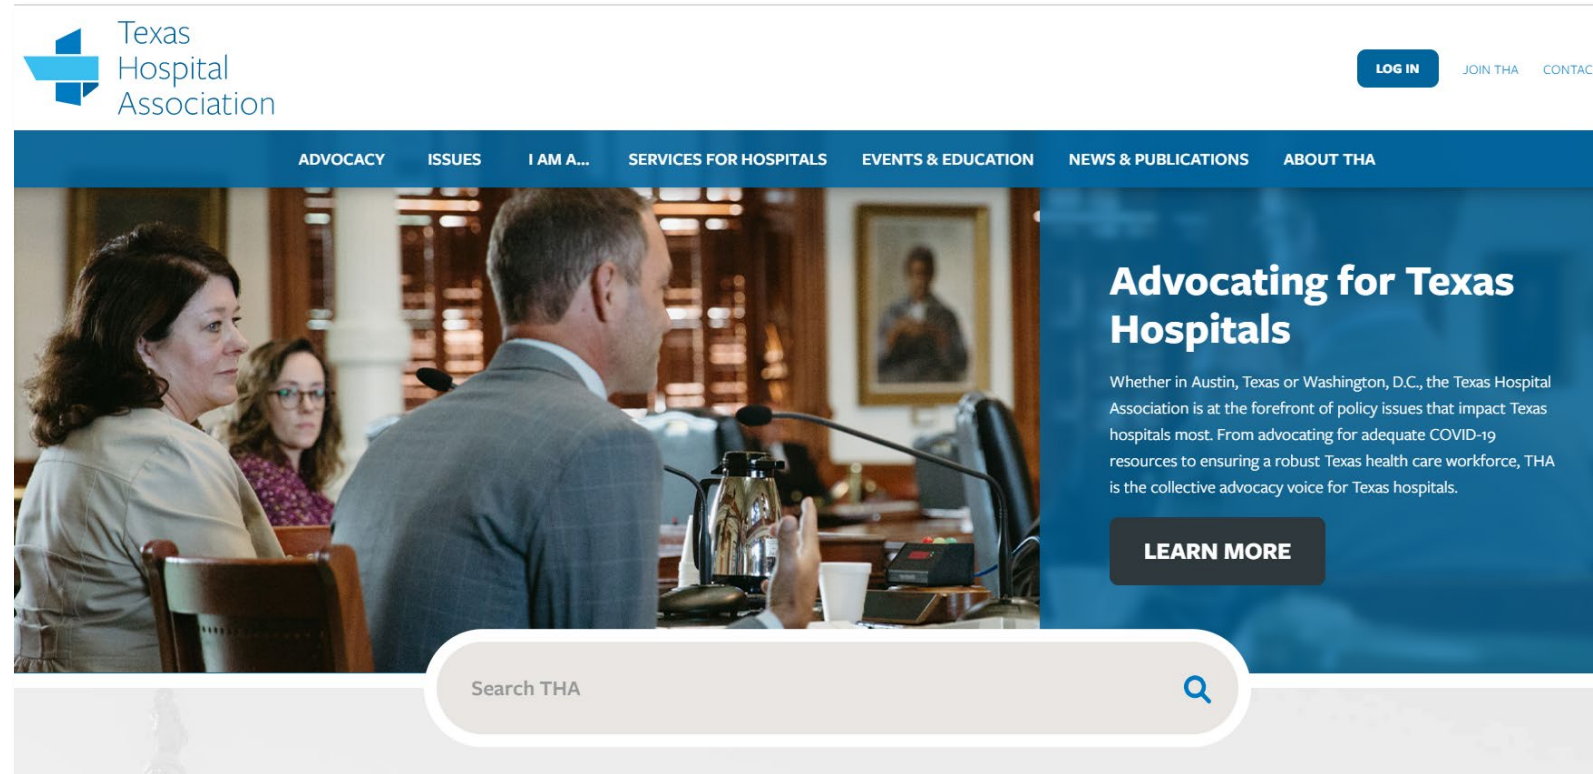 Texas
Hospital
Association
LOG IN
JOIN THA
CONTAC
ADVOCACY
ISSUES
I AM A...
SERVICES FOR HOSPITALS
EVENTS & EDUCATION
NEWS & PUBLICATIONS
ABOUT THA
Advocating for Texas
Hospitals
Whether in Austin, Texas or Washington, D.C., the Texas Hospital
Association is at the forefront of policy issues that impact Texas
hospitals most. From advocating for adequate COVID-19
resources to ensuring a robust Texas health care workforce, THA
is the collective advocacy voice for Texas hospitals.
LEARN MORE
Search THA